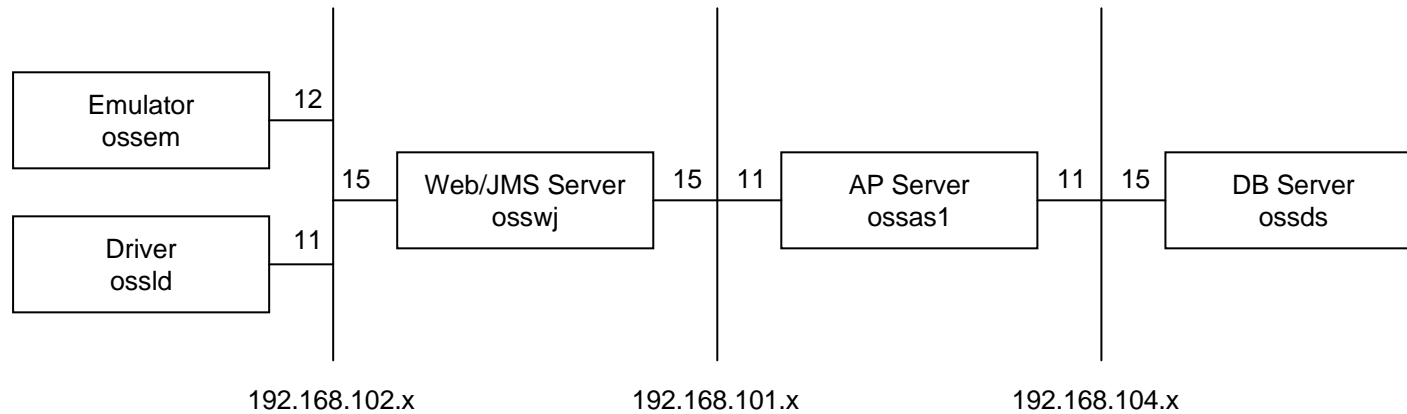 Emulator
ossem
12
Driver
ossld
11
15
Web/JMS Server
osswj
15
11
AP Server
ossas1
11
15
DB Server
ossds
192.168.102.x
192.168.101.x
192.168.104.x